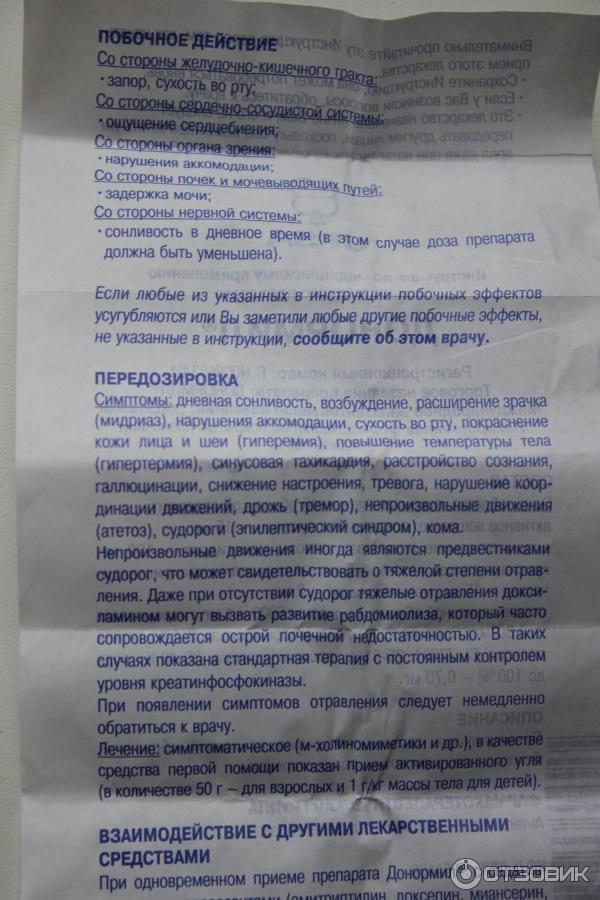 ПОБОЧНОЕ ДЕЙСТВИЕ
Со стороны желудочно-кишечного тракта:
• запор, сухость во рту;
Со стороны сердечно-сосудистой системы:
• ощущение сердцебиения;
Со стороны органа зрения:
• нарушения аккомодации;
Со стороны почек и мочевыводящих путей:
• задержка мочи;
Со стороны нервной системы:
• сонливость в дневное время (в этом случае доза препарата
должна быть уменьшена).
Если любые из указанных в инструкции побочных эффектов
усугубляются или Вы заметили любые другие побочные эффекты,
не указанные в инструкции, сообщите об этом врачу.
ПЕРЕДОЗИРОВКА
Симптомы: дневная сонливость, возбуждение, расширение зрачка
(мидриаз), нарушения аккомодации, сухость во рту, покраснение
кожи лица и шеи (гиперемия), повышение температуры тела
(гипертермия), синусовая тахикардия, расстройство сознания,
галлюцинации, снижение настроения, тревога, нарушение коор-
динации движений, дрожь (тремор), непроизвольные движения
(атетоз), судороги (эпилептический синдром), кома.
Непроизвольные движения иногда являются предвестниками
судорог, что может свидетельствовать о тяжелой степени отрав-
ления. Даже при отсутствии судорог тяжелые отравления докси-
ламином могут вызвать развитие рабдомиолиза, который часто
сопровождается острой почечной недостаточностью. В таких
случаях показана стандартная терапия с постоянным контролем
уровня креатинфосфокиназы.
При появлении симптомов отравления следует немедленно
обратиться к врачу.
Лечение: симптоматическое (м-холиномиметики и др.), в качестве
средства первой помощи показан прием активированного угля
(в количестве 50 г – для взрослых и 1 г/кг массы тела для детей).
ВЗАИМОДЕЙСТВИЕ С ДРУГИМИ ЛЕКАРСТВЕННЫМИ
СРЕДСТВАМИ
При одновременном приеме препарата Донормил
(амитриптилин, доксепин, миансерин,
ОТЗОВИК